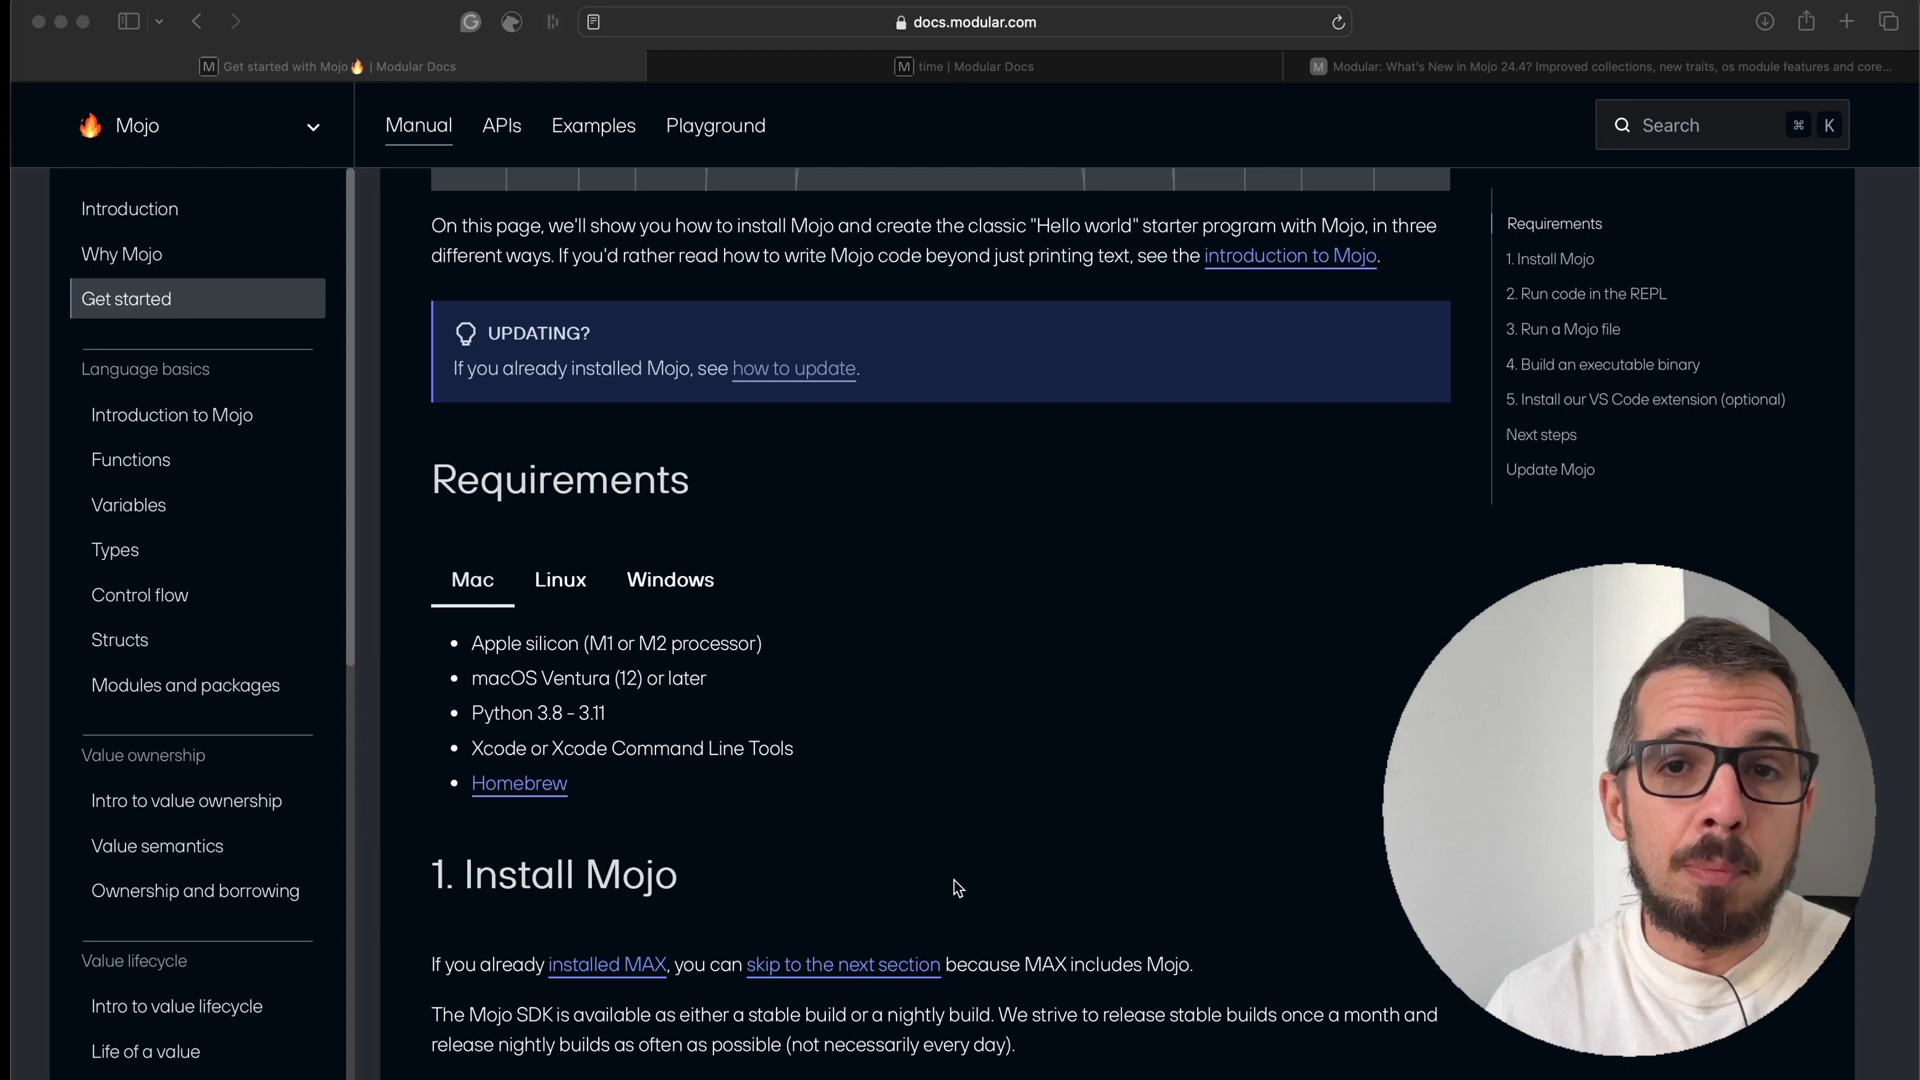 docs.modular.com
Get started with Mojo🔥 | Modular Docs
time | Modular Docs
Modular: What's New in Mojo 24.4? Improved collections, new traits, os module features and core...
Mojo
Manual
APIs
Examples
Playground
Search
⌘ K
Introduction
Why Mojo
Get started
Language basics
Introduction to Mojo
Functions
Variables
Types
Control flow
Structs
Modules and packages
Value ownership
Intro to value ownership
Value semantics
Ownership and borrowing
Value lifecycle
Intro to value lifecycle
Life of a value
On this page, we'll show you how to install Mojo and create the classic "Hello world" starter program with Mojo, in three
different ways. If you'd rather read how to write Mojo code beyond just printing text, see the introduction to Mojo.
UPDATING?
If you already installed Mojo, see how to update.
Requirements
Mac
Linux
Windows
• Apple silicon (M1 or M2 processor)
• macOS Ventura (12) or later
• Python 3.8 - 3.11
• Xcode or Xcode Command Line Tools
• Homebrew
1. Install Mojo
If you already installed MAX, you can skip to the next section because MAX includes Mojo.
The Mojo SDK is available as either a stable build or a nightly build. We strive to release stable builds once a month and
release nightly builds as often as possible (not necessarily every day).
Requirements
1. Install Mojo
2. Run code in the REPL
3. Run a Mojo file
4. Build an executable binary
5. Install our VS Code extension (optional)
Next steps
Update Mojo